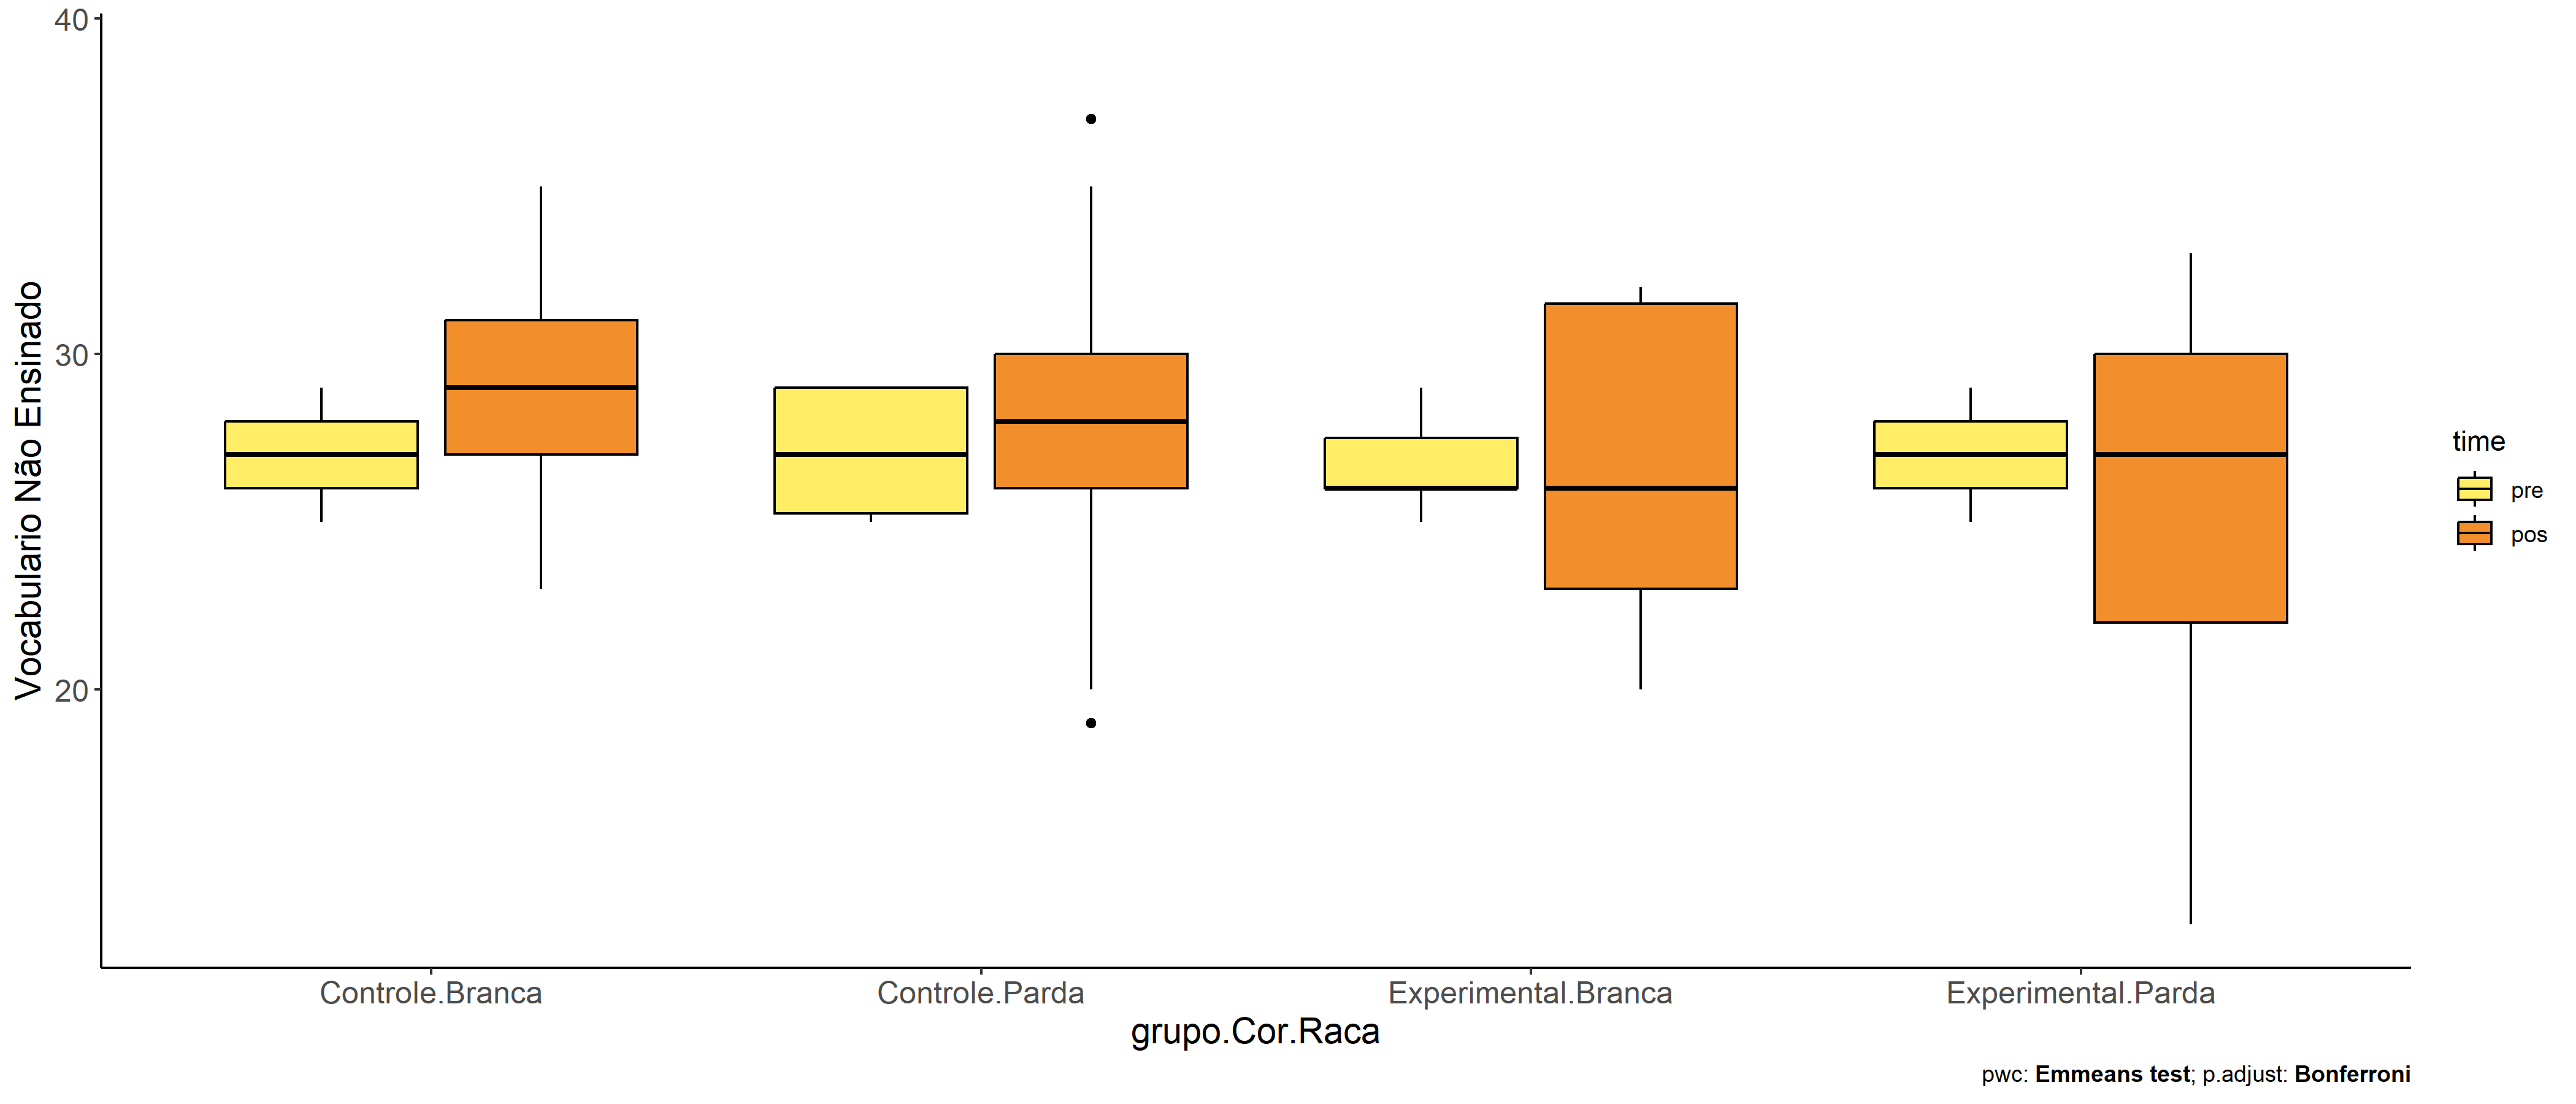 Vocabulario Não Ensinado
40
30
20
Controle.Branca
Controle.Parda
Experimental.Branca
Experimental.Parda
grupo.Cor.Raca
time
pre
pos
pwc: Emmeans test; p.adjust: Bonferroni